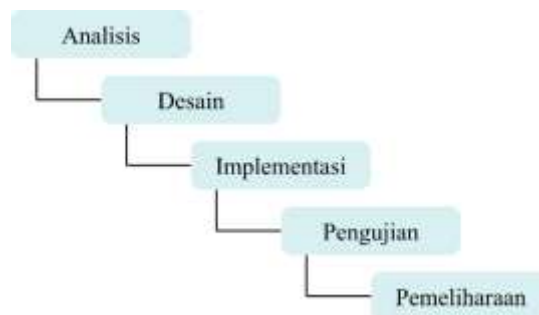 Analisis
Desain
Implementasi
Pengujian
Pemeliharaan